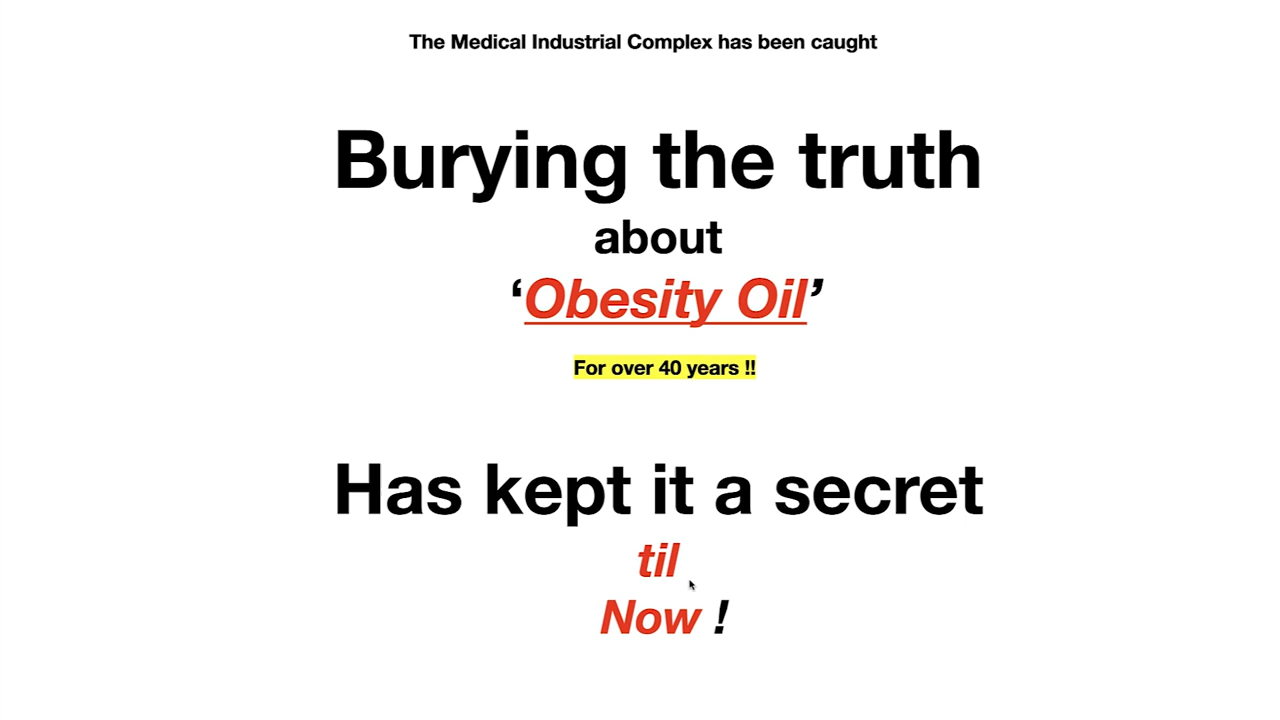 The Medical Industrial Complex has been caught
Burying the truth
about
‘Obesity Oil’
For over 40 years !!
Has kept it a secret
til
Now !